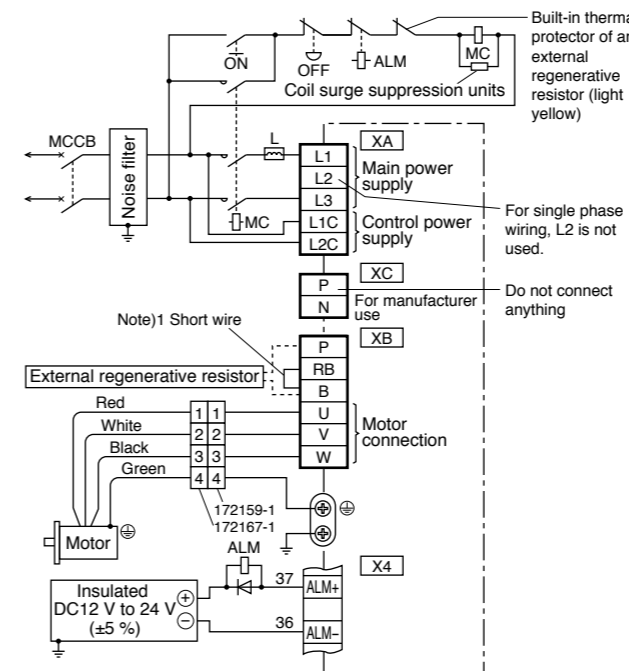 Built-in therma
protector of an
external
regenerative
resistor (light
yellow)
ON
OFF
ALM
MC
Coil surge suppression units
MCCB
Noise filter
L
MC
XA
L1
L2
L3
L1C
L2C
Main power
supply
Control power
supply
For single phase
wiring, L2 is not
used.
XC
P
N
For manufacturer
use
Do not connect
anything
Note)1 Short wire
XB
P
RB
B
U
V
W
External regenerative resistor
Motor
connection
Red
White
Black
Green
1 1
2 2
3 3
4 4
172159-1
172167-1
Motor
ALM
X4
Insulated
DC12 V to 24 V
(±5 %)
+
−
37
ALM+
36
ALM−